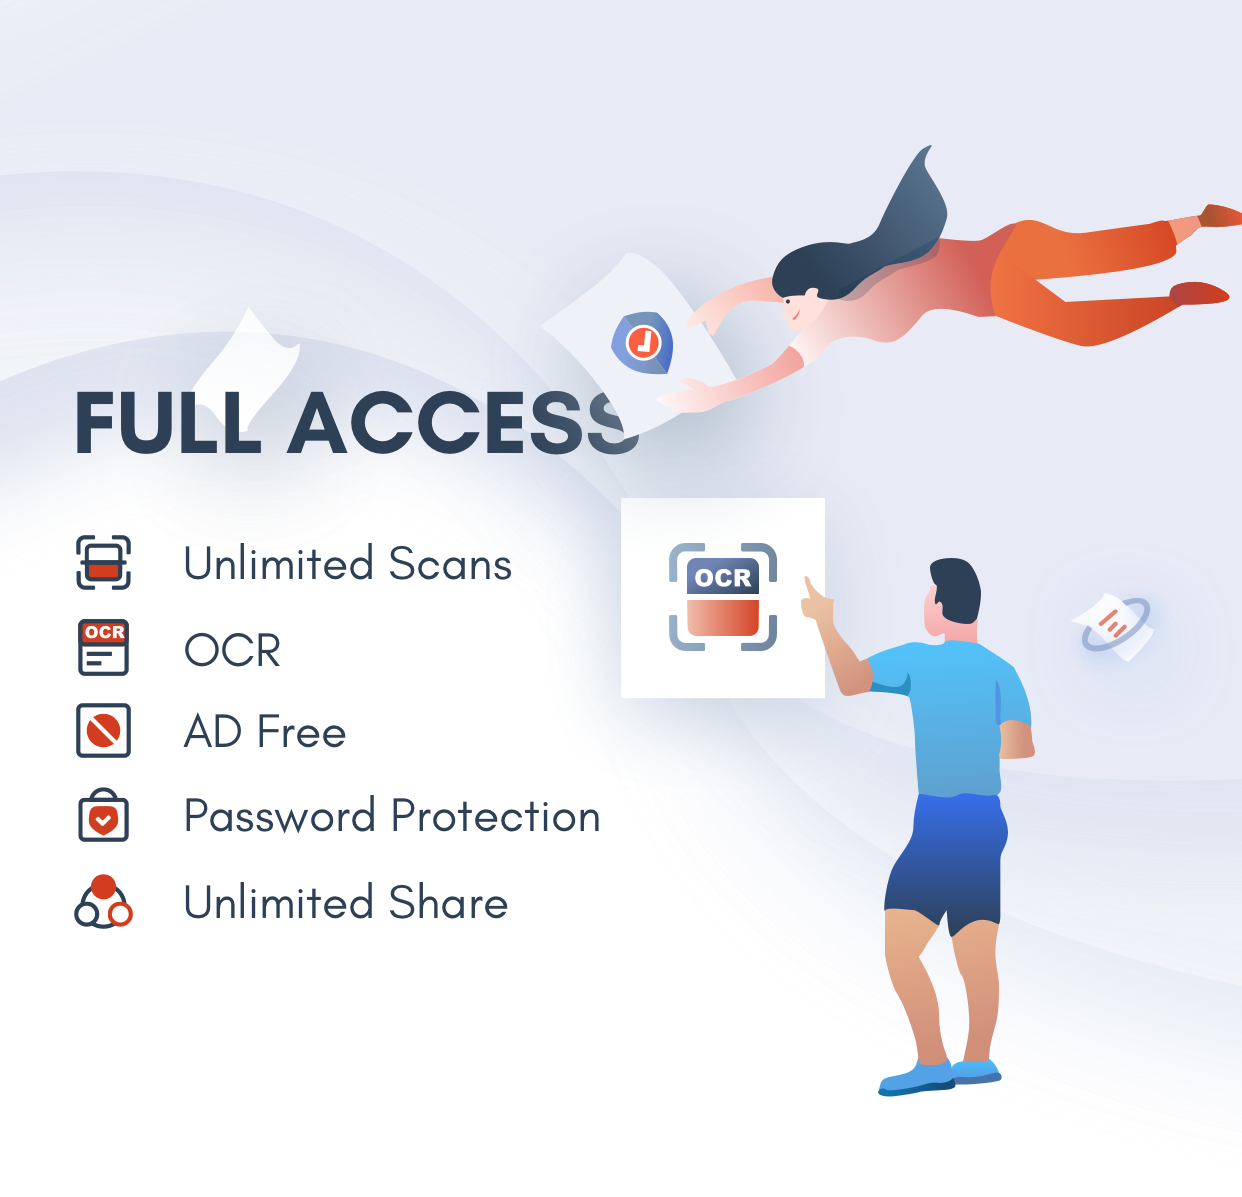 FULL ACCESS
Unlimited Scans
OCR
OCR
AD Free
Password Protection
Unlimited Share
OCR